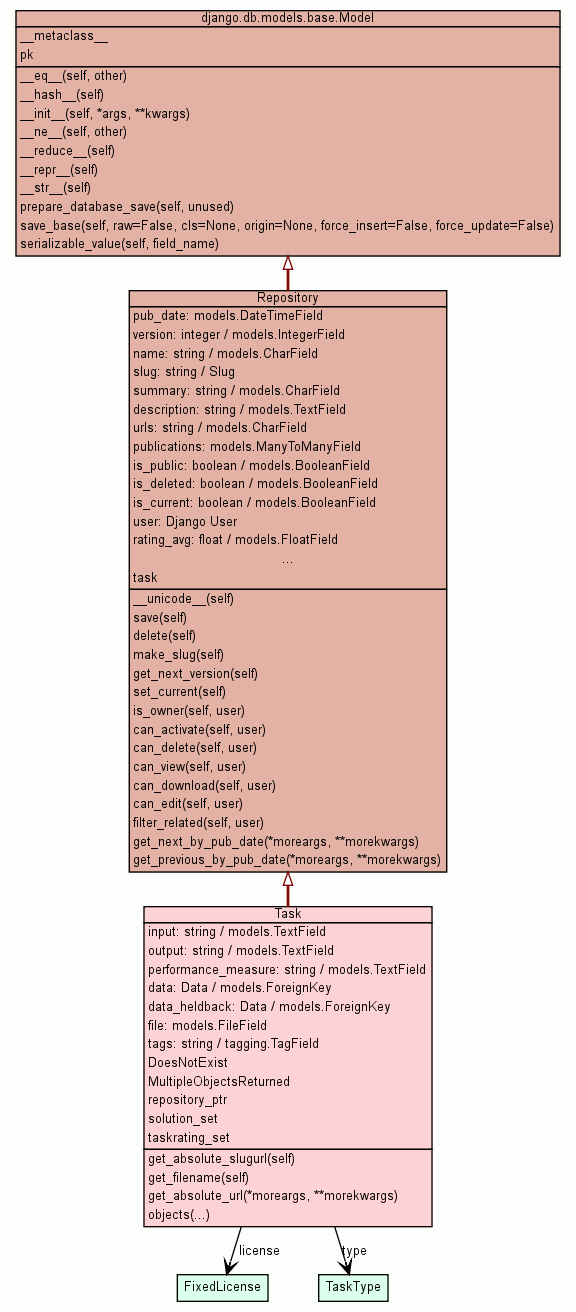 django.db.models.base.Model
__metaclass__
pk
__eq__(self, other)
__hash__(self)
__init__(self, *args, **kwargs)
__ne__(self, other)
__reduce__(self)
__repr__(self)
__str__(self)
prepare_database_save(self, unused)
save_base(self, raw=False, cls=None, origin=None, force_insert=False, force_update=False)
serializable_value(self, field_name)
Repository
pub_date: models.DateTimeField
version: integer / models.IntegerField
name: string / models.CharField
slug: string / Slug
summary: string / models.CharField
description: string / models.TextField
urls: string / models.CharField
publications: models.ManyToManyField
is_public: boolean / models.BooleanField
is_deleted: boolean / models.BooleanField
is_current: boolean / models.BooleanField
user: Django User
rating_avg: float / models.FloatField
...
task
__unicode__(self)
save(self)
delete(self)
make_slug(self)
get_next_version(self)
set_current(self)
is_owner(self, user)
can_activate(self, user)
can_delete(self, user)
can_view(self, user)
can_download(self, user)
can_edit(self, user)
filter_related(self, user)
get_next_by_pub_date(*moreargs, **morekwargs)
get_previous_by_pub_date(*moreargs, **morekwargs)
Task
input: string / models.TextField
output: string / models.TextField
performance_measure: string / models.TextField
data: Data / models.ForeignKey
data_heldback: Data / models.ForeignKey
file: models.FileField
tags: string / tagging.TagField
DoesNotExist
MultipleObjectsReturned
repository_ptr
solution_set
taskrating_set
get_absolute_slugurl(self)
get_filename(self)
get_absolute_url(*moreargs, **morekwargs)
objects(...)
license
type
FixedLicense
TaskType